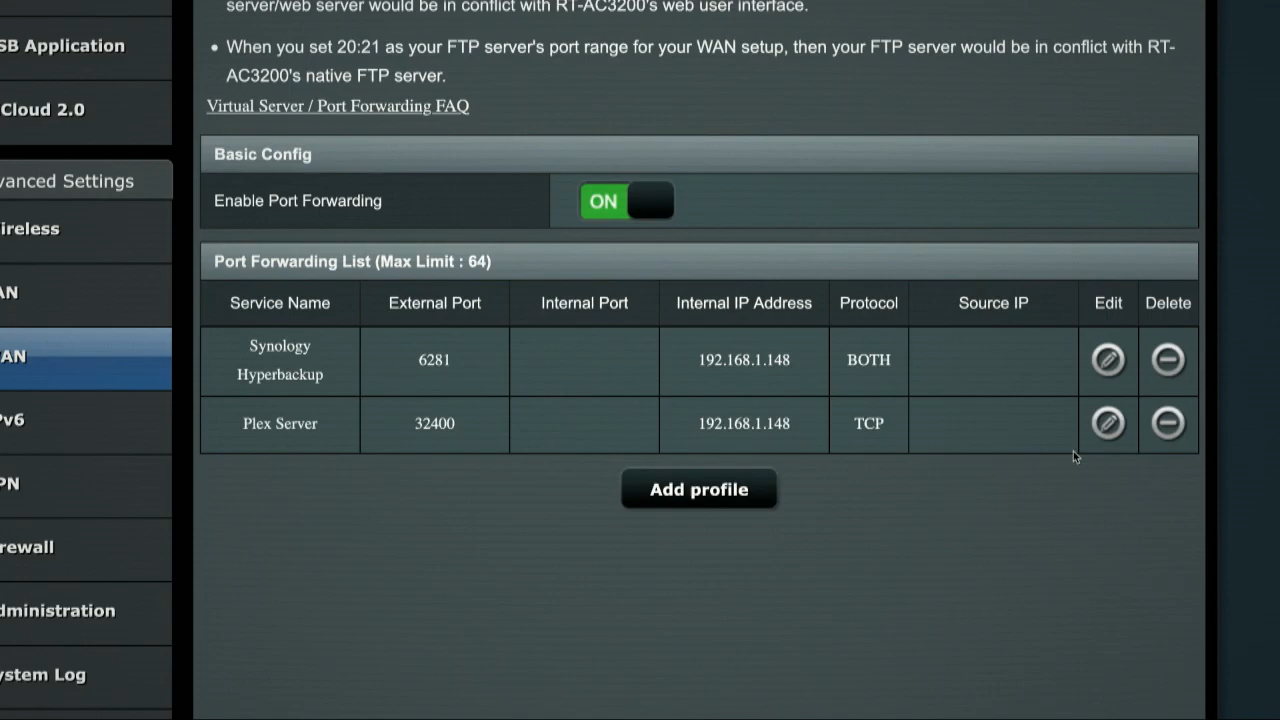 server/web server would be in conflict with RT-AC3200's web user interface.
• When you set 20:21 as your FTP server's port range for your WAN setup, then your FTP server would be in conflict with RT-
AC3200's native FTP server.
Virtual Server / Port Forwarding FAQ
SB Application
Cloud 2.0
vanced Settings
ireless
AN
AN
Pv6
PN
rewall
dministration
ystem Log
Basic Config
Enable Port Forwarding
ON
Port Forwarding List (Max Limit : 64)
Service Name External Port Internal Port Internal IP Address Protocol Source IP Edit Delete
Synology
Hyperbackup
6281 192.168.1.148 BOTH
Plex Server 32400 192.168.1.148 TCP
Add profile